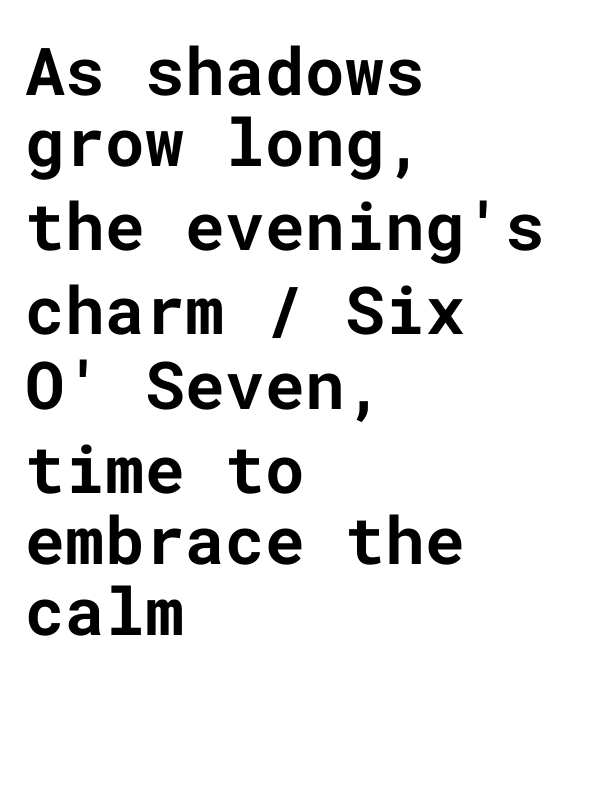 As shadows
grow long,
the evening's
charm / Six
O' Seven,
time to
embrace the
calm